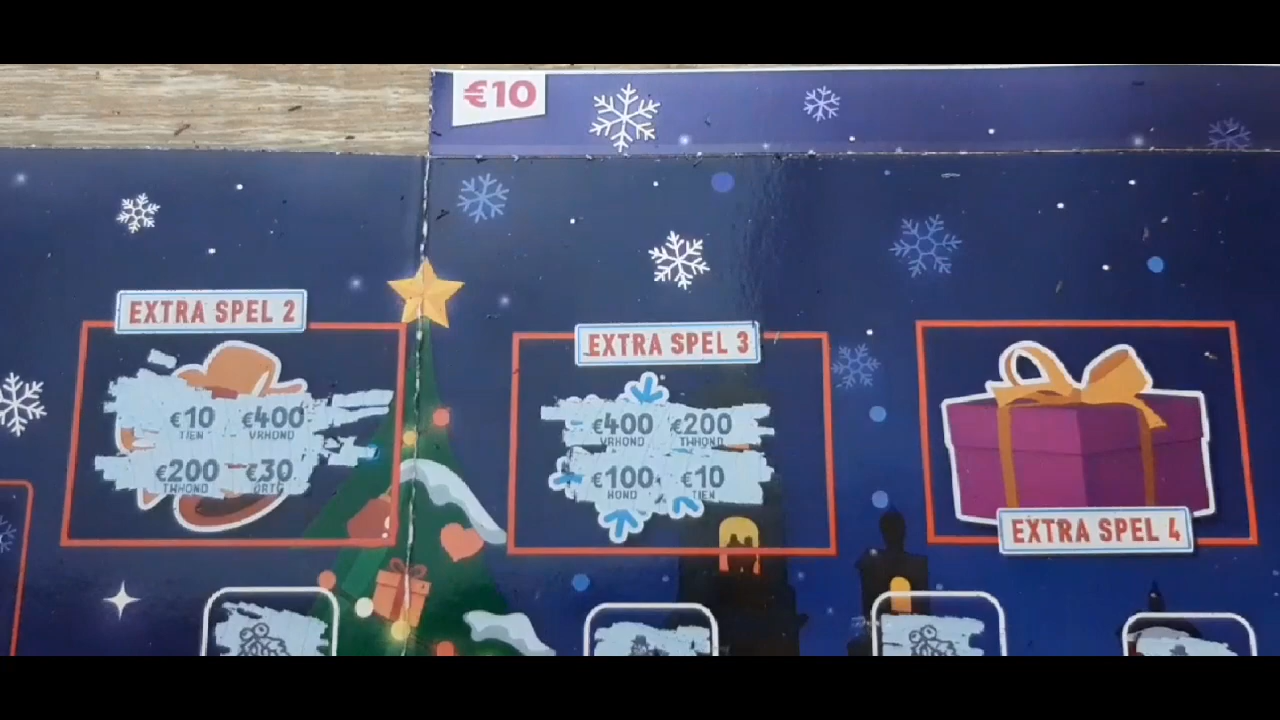 €10
EXTRA SPEL 2
€10 €400
TIEN VRHOND
€200 €30
TWHOND DRTG
EXTRA SPEL 3
€400 €200
VRHOND TWHOND
€100 €10
HOND TIEN
EXTRA SPEL 4